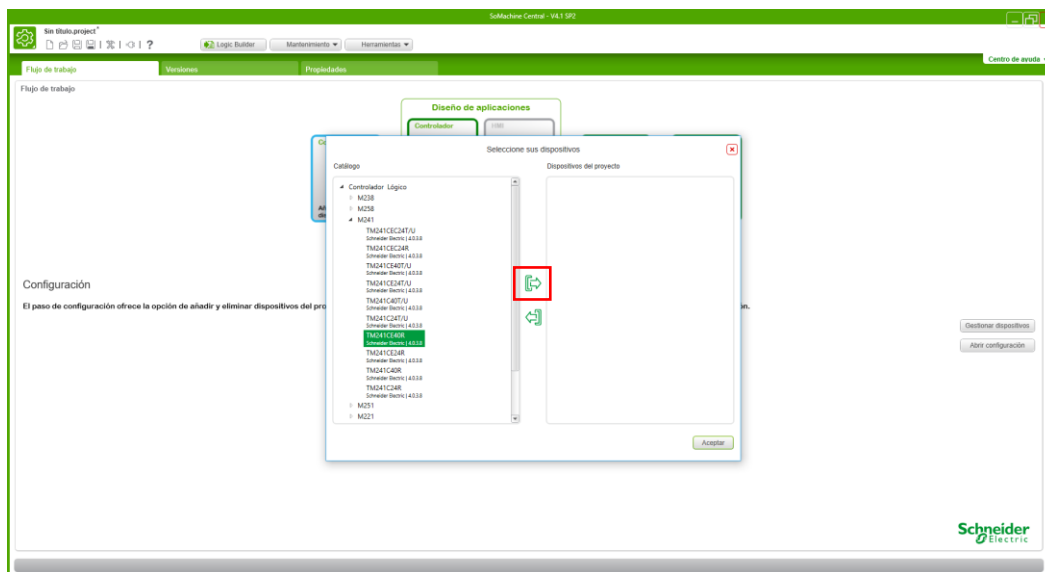 SoMachine Central - V4.1 SP2
Sin título.project*
?
Logic Builder
Mantenimiento
Herramientas
Centro de ayuda
Flujo de trabajo
Versiones
Propiedades
Flujo de trabajo
Diseño de aplicaciones
Controlador
HMI
Seleccione sus dispositivos
Catálogo
Dispositivos del proyecto
Controlador Lógico
M238
M258
M241
TM241CEC24T/U
Schneider Electric | 4.0.3.8
TM241CEC24R
Schneider Electric | 4.0.3.8
TM241CE40T/U
Schneider Electric | 4.0.3.8
TM241CE24T/U
Schneider Electric | 4.0.3.8
TM241C40T/U
Schneider Electric | 4.0.3.8
TM241C24T/U
Schneider Electric | 4.0.3.8
TM241CE40R
Schneider Electric | 4.0.3.8
TM241CE24R
Schneider Electric | 4.0.3.8
TM241C40R
Schneider Electric | 4.0.3.8
TM241C24R
Schneider Electric | 4.0.3.8
M251
M221
Aceptar
Configuración
El paso de configuración ofrece la opción de añadir y eliminar dispositivos del pro
Gestionar dispositivos
Abrir configuración
Schneider
Electric